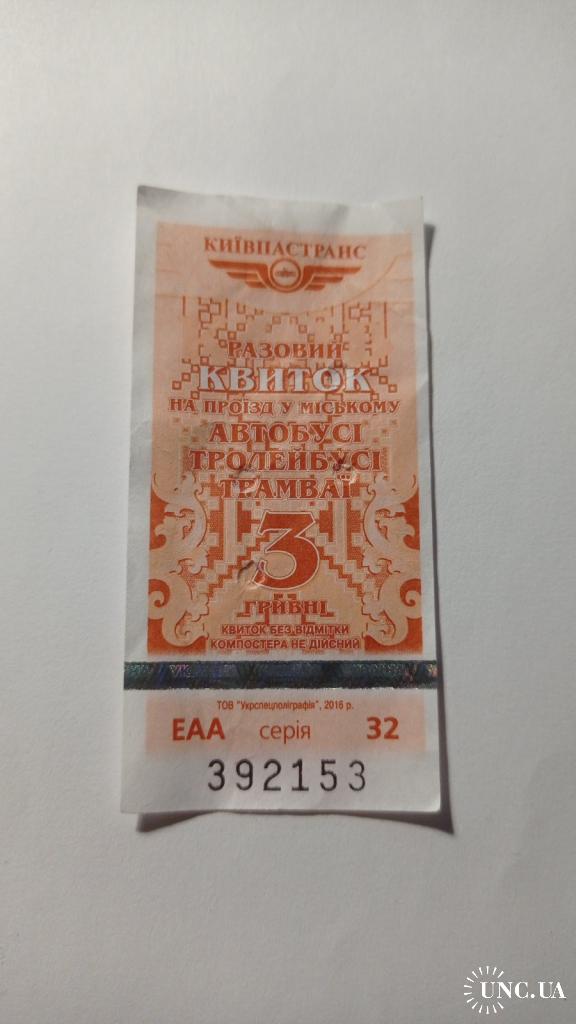 КИЇВПАСТРАНС
РАЗОВИЙ
КВИТОК
НА ПРОЇЗД У МІСЬКОМУ
АВТОБУСІ
ТРОЛЕЙБУСІ
ТРАМВАЇ
3
ГРИВНІ
КВИТОК БЕЗ ВІДМІТКИ
КОМПОСТЕРА НЕ ДІЙСНИЙ
ТОВ "Укрспецполіграфія", 2016 р.
ЕАА серія 32
392153
UNC.UA